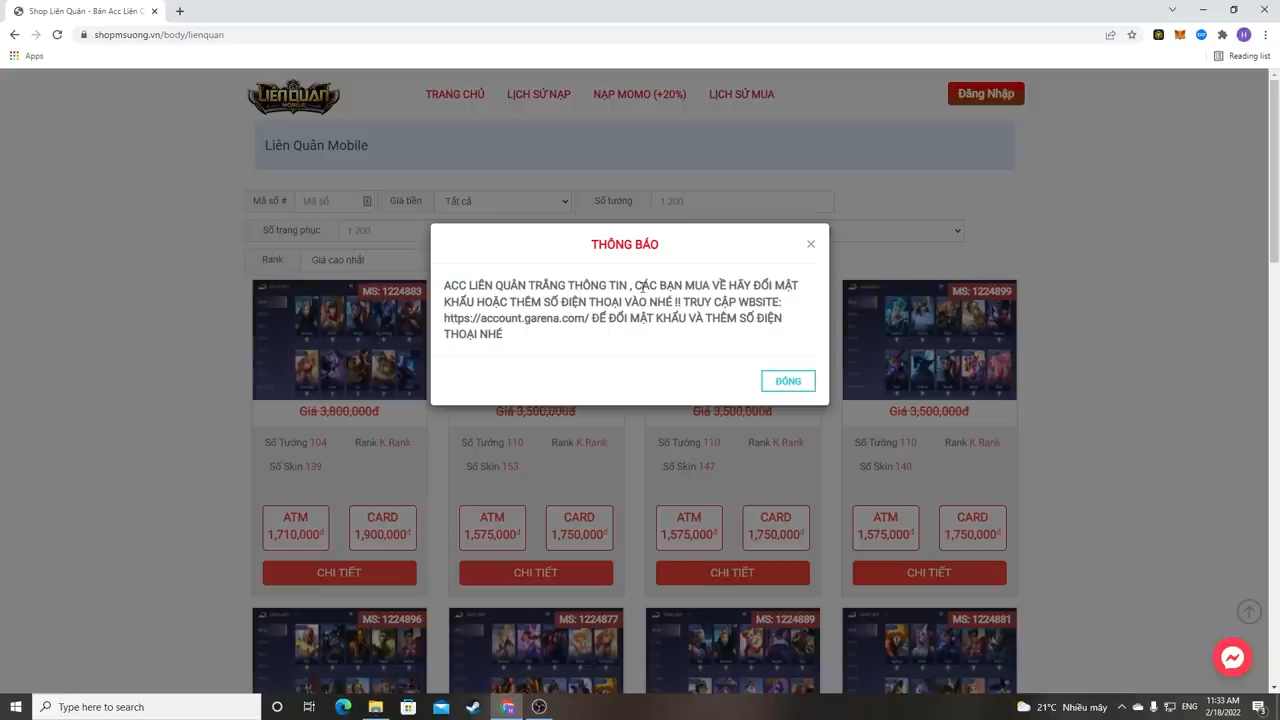 Shop Liên Quân - Bán Acc Liên C
shopmsuong.vn/body/lienquan
Apps
Reading list
LIÊN QUÂN
MOBILE
TRANG CHỦ
LỊCH SỬ NẠP
NẠP MOMO (+20%)
LỊCH SỬ MUA
Đăng Nhập
Liên Quân Mobile
Mã số #
Mã số
Giá tiền
Tất cả
Số tướng
1 200
Số trang phục
1 200
Rank
Giá cao nhất
THÔNG BÁO
×
ACC LIÊN QUÂN TRẮNG THÔNG TIN , CÁC BẠN MUA VỀ HÃY ĐỔI MẬT
KHẨU HOẶC THÊM SỐ ĐIỆN THOẠI VÀO NHÉ !! TRUY CẬP WBSITE:
https://account.garena.com/ ĐỂ ĐỔI MẬT KHẨU VÀ THÊM SỐ ĐIỆN
THOẠI NHÉ
ĐÓNG
MS: 1224883
MS: 1224899
Giá 3,800,000đ
Giá 3,500,000đ
Giá 3,500,000đ
Giá 3,500,000đ
Số Tướng 104 Rank K.Rank
Số Skin 139
Số Tướng 110 Rank K.Rank
Số Skin 153
Số Tướng 110 Rank K.Rank
Số Skin 147
Số Tướng 110 Rank K.Rank
Số Skin 140
ATM
1,710,000đ
CARD
1,900,000đ
ATM
1,575,000đ
CARD
1,750,000đ
ATM
1,575,000đ
CARD
1,750,000đ
ATM
1,575,000đ
CARD
1,750,000đ
CHI TIẾT
CHI TIẾT
CHI TIẾT
CHI TIẾT
MS: 1224896
MS: 1224877
MS: 1224889
MS: 1224881
Type here to search
21°C Nhiều mây
ENG
11:33 AM
2/18/2022